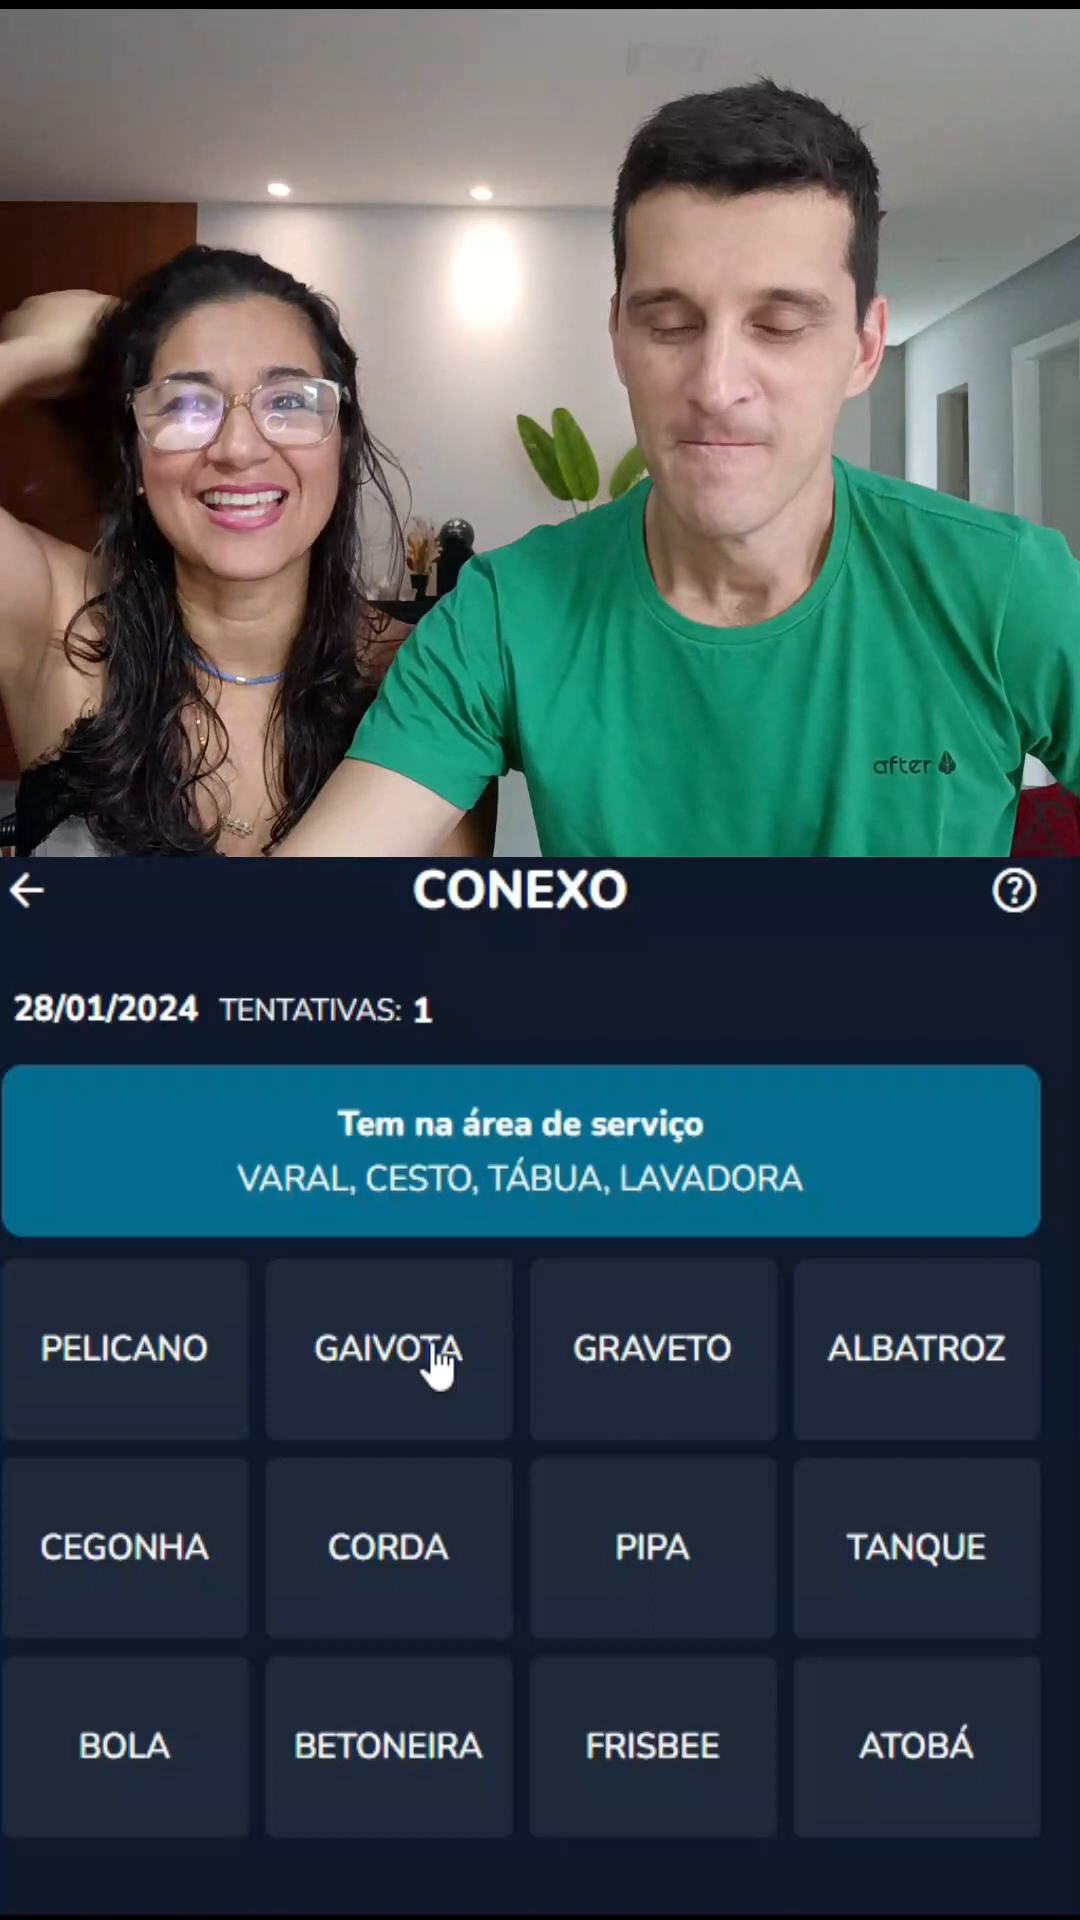 after
CONEXO
28/01/2024 TENTATIVAS: 1
Tem na área de serviço
VARAL, CESTO, TÁBUA, LAVADORA
PELICANO GAIVOTA GRAVETO ALBATROZ
CEGONHA CORDA PIPA TANQUE
BOLA BETONEIRA FRISBEE ATOBÁ